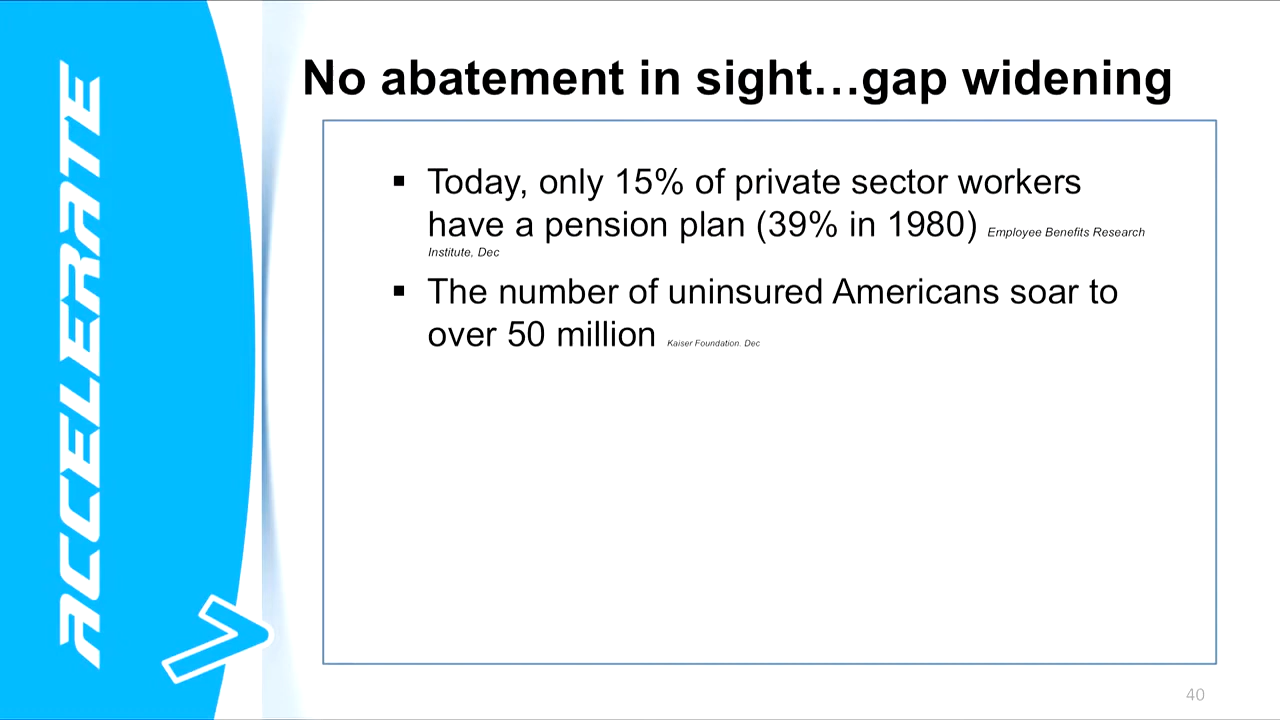 ACCELERATE
No abatement in sight…gap widening
▪ Today, only 15% of private sector workers
have a pension plan (39% in 1980) Employee Benefits Research
Institute, Dec
▪ The number of uninsured Americans soar to
over 50 million Kaiser Foundation. Dec
40